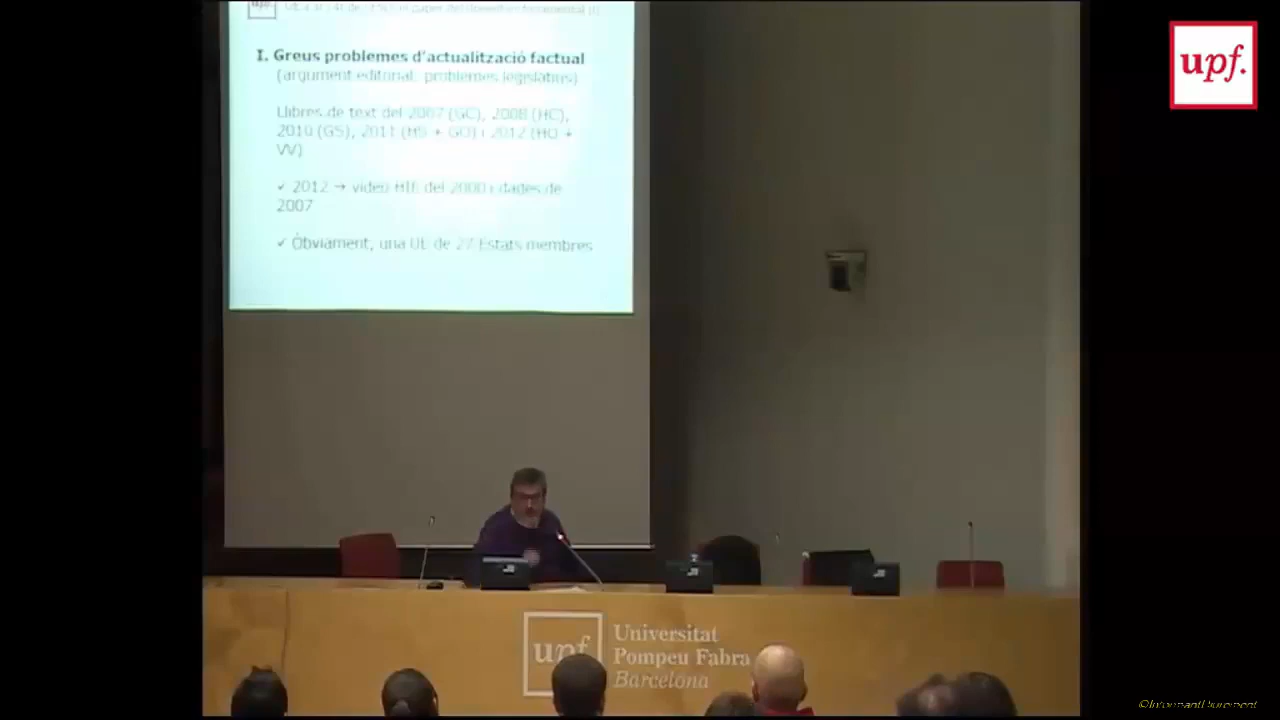 upf.
I. Greus problemes d'actualització factual
(argument editorial: problemes legislatius)
Llibres de text del 2007 (GC), 2008 (HC),
2010 (GS), 2011 (HS + GO) i 2012 (HO +
VV)
✓ 2012 → vídeo HIE del 2000 i dades de
2007
✓ Òbviament, una UE de 27 Estats membres
upf.
Universitat
Pompeu Fabra
Barcelona